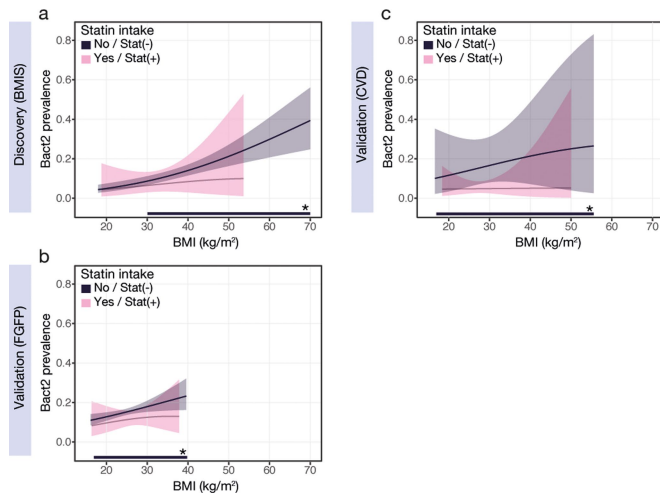 a
Discovery (BMIS)
Statin intake
No / Stat(-)
Yes / Stat(+)
Bact2 prevalence
0.8
0.6
0.4
0.2
0.0
*
20 30 40 50 60 70
BMI (kg/m²)
c
Validation (CVD)
Statin intake
No / Stat(-)
Yes / Stat(+)
Bact2 prevalence
0.8
0.6
0.4
0.2
0.0
*
20 30 40 50 60 70
BMI (kg/m²)
b
Validation (FGFP)
Statin intake
No / Stat(-)
Yes / Stat(+)
Bact2 prevalence
0.8
0.6
0.4
0.2
0.0
*
20 30 40 50 60 70
BMI (kg/m²)